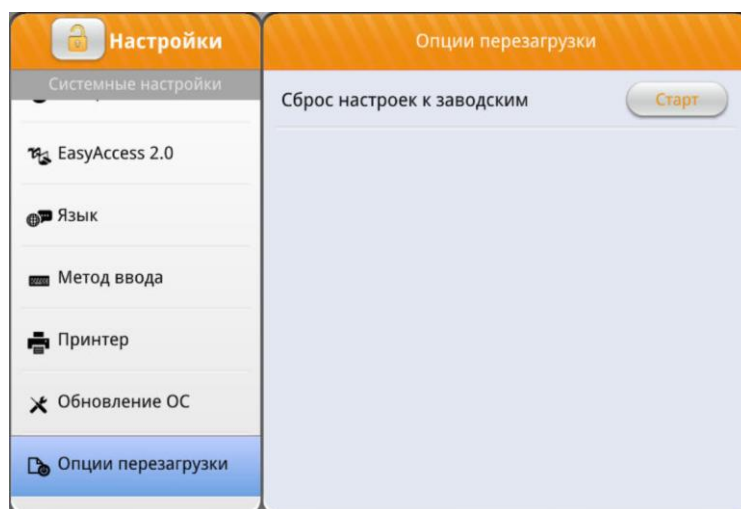 Настройки
Системные настройки
EasyAccess 2.0
Язык
Метод ввода
Принтер
Обновление ОС
Опции перезагрузки
Опции перезагрузки
Сброс настроек к заводским
Старт